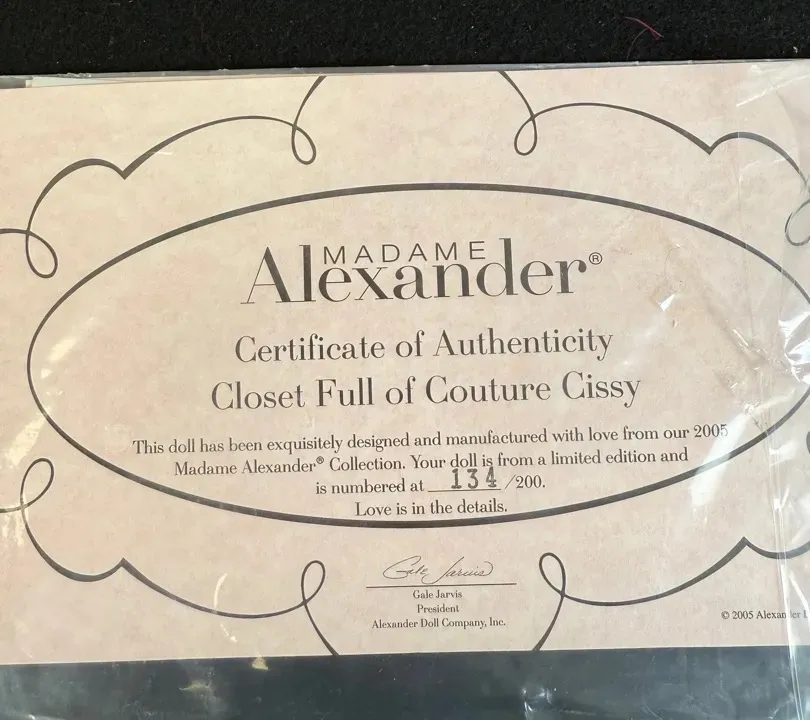 MADAME
Alexander®
Certificate of Authenticity
Closet Full of Couture Cissy
This doll has been exquisitely designed and manufactured with love from our 2005
Madame Alexander® Collection. Your doll is from a limited edition and
is numbered at 134 /200.
Love is in the details.
Gale Jarvis
Gale Jarvis
President
Alexander Doll Company, Inc.
© 2005 Alexander